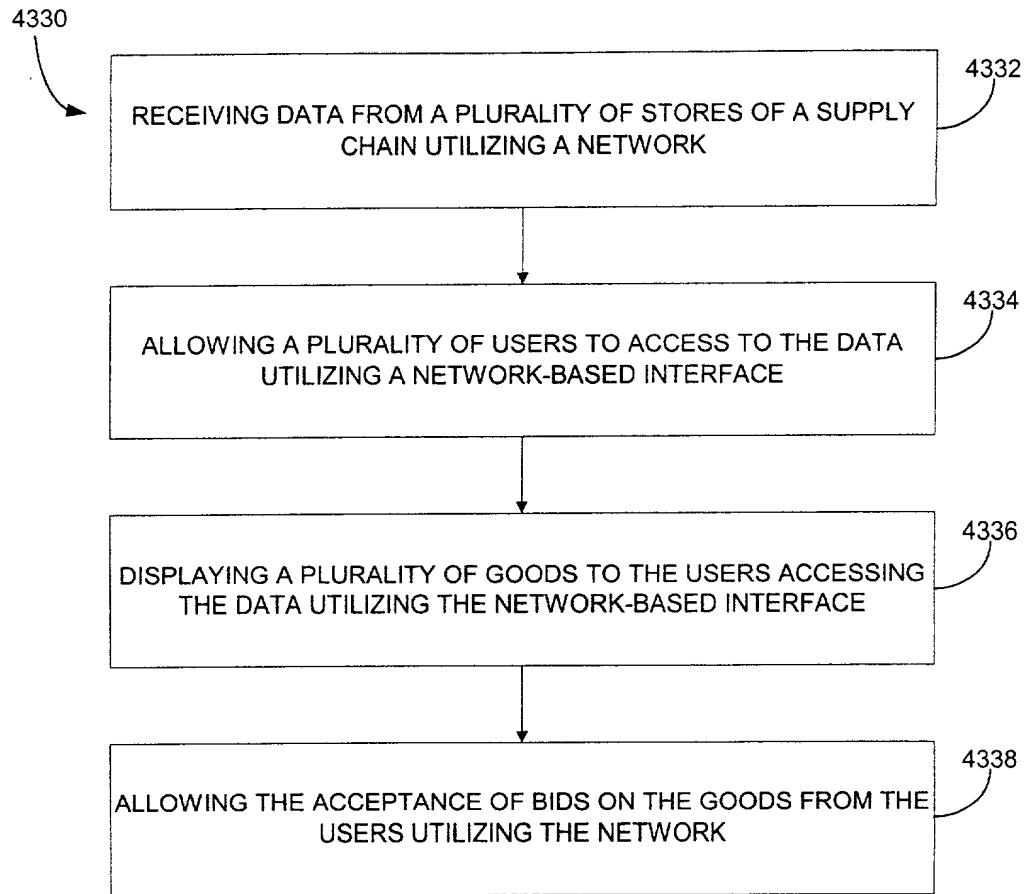 4330
4332
RECEIVING DATA FROM A PLURALITY OF STORES OF A SUPPLY
CHAIN UTILIZING A NETWORK
4334
ALLOWING A PLURALITY OF USERS TO ACCESS TO THE DATA
UTILIZING A NETWORK-BASED INTERFACE
4336
DISPLAYING A PLURALITY OF GOODS TO THE USERS ACCESSING
THE DATA UTILIZING THE NETWORK-BASED INTERFACE
4338
ALLOWING THE ACCEPTANCE OF BIDS ON THE GOODS FROM THE
USERS UTILIZING THE NETWORK